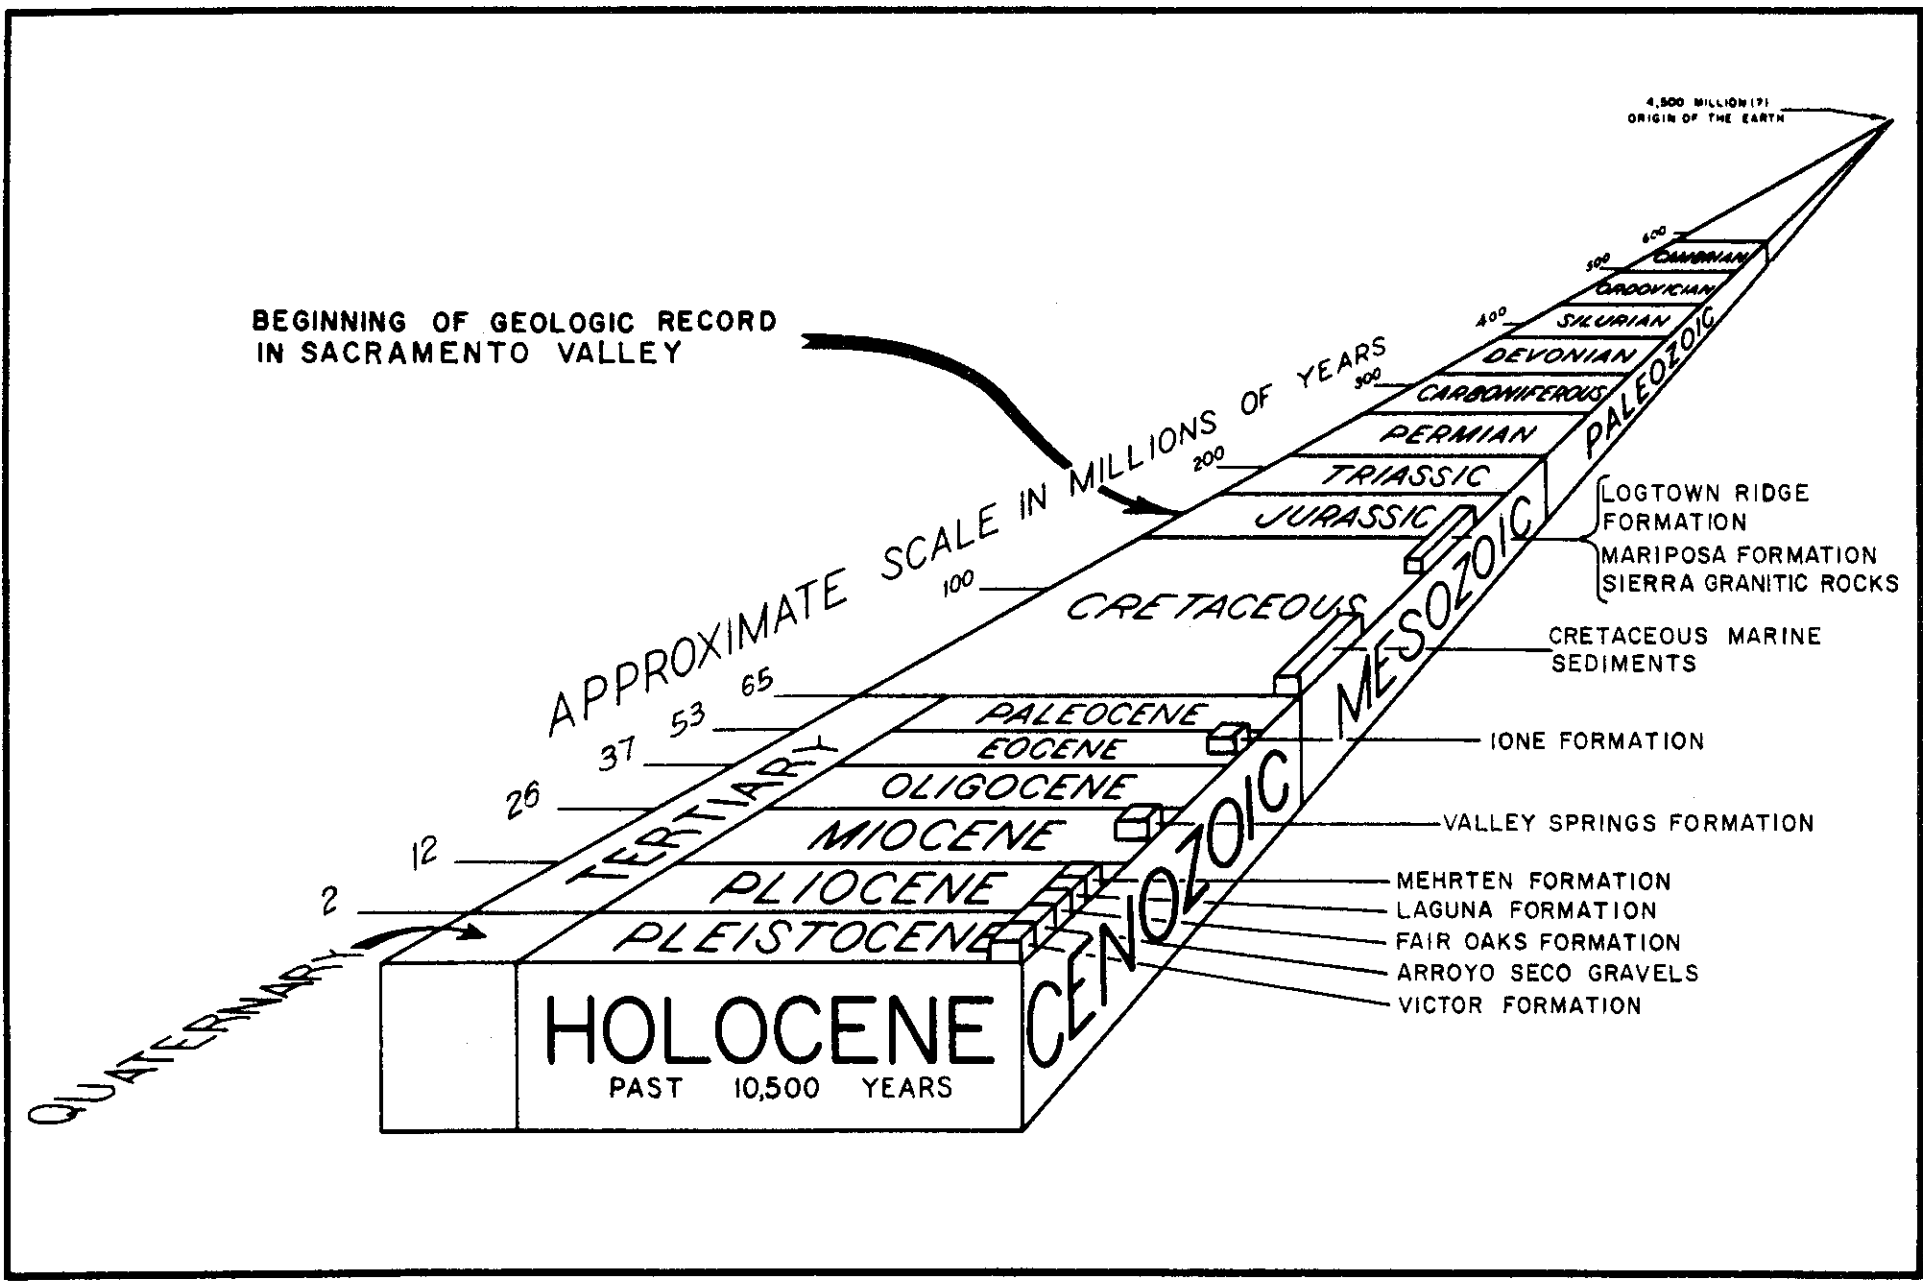 4,500 MILLION(?)
ORIGIN OF THE EARTH
BEGINNING OF GEOLOGIC RECORD
IN SACRAMENTO VALLEY
APPROXIMATE SCALE IN MILLIONS OF YEARS
600
500
400
300
200
100
65
53
37
26
12
2
CAMBRIAN
ORDOVICIAN
SILURIAN
DEVONIAN
CARBONIFEROUS
PERMIAN
TRIASSIC
JURASSIC
CRETACEOUS
PALEOCENE
EOCENE
OLIGOCENE
MIOCENE
PLIOCENE
PLEISTOCENE
HOLOCENE
PAST 10,500 YEARS
TERTIARY
QUATERNARY
PALEOZOIC
MESOZOIC
CENIOZOIC
LOGTOWN RIDGE
FORMATION
MARIPOSA FORMATION
SIERRA GRANITIC ROCKS
CRETACEOUS MARINE
SEDIMENTS
IONE FORMATION
VALLEY SPRINGS FORMATION
MEHRTEN FORMATION
LAGUNA FORMATION
FAIR OAKS FORMATION
ARROYO SECO GRAVELS
VICTOR FORMATION